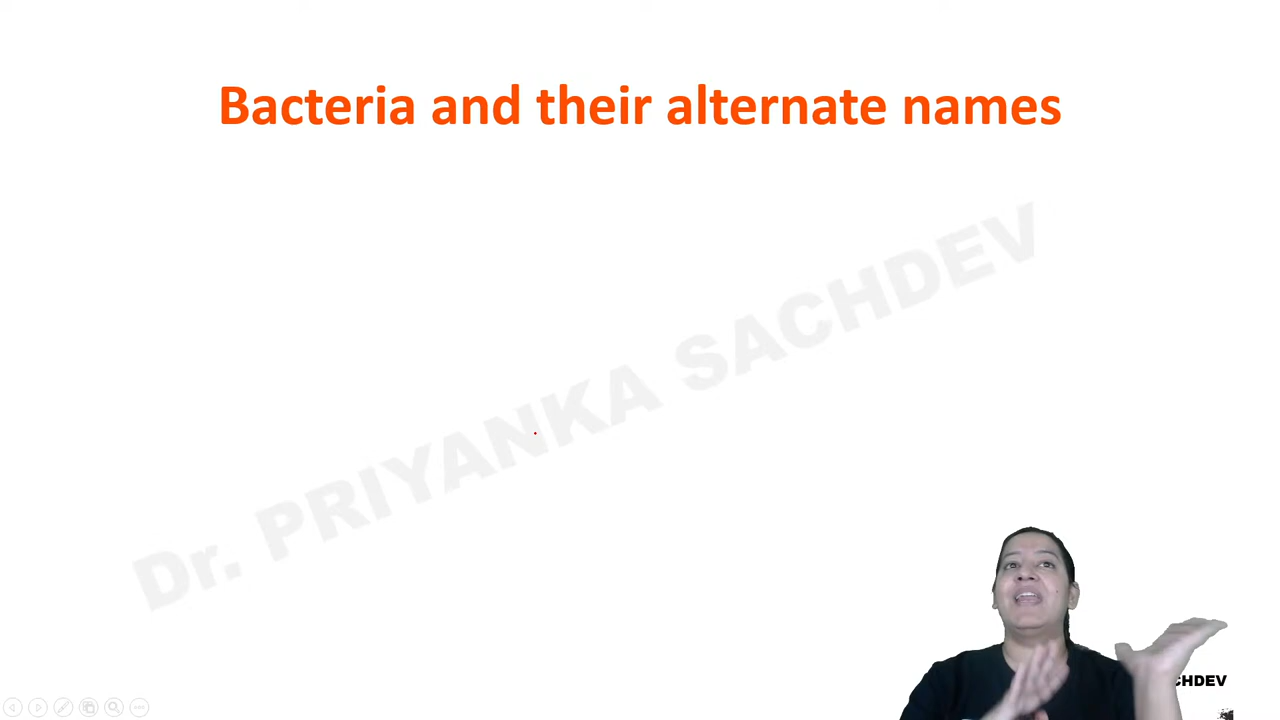 Bacteria and their alternate names
Dr. PRIYANKA SACHDEV
CHDEV